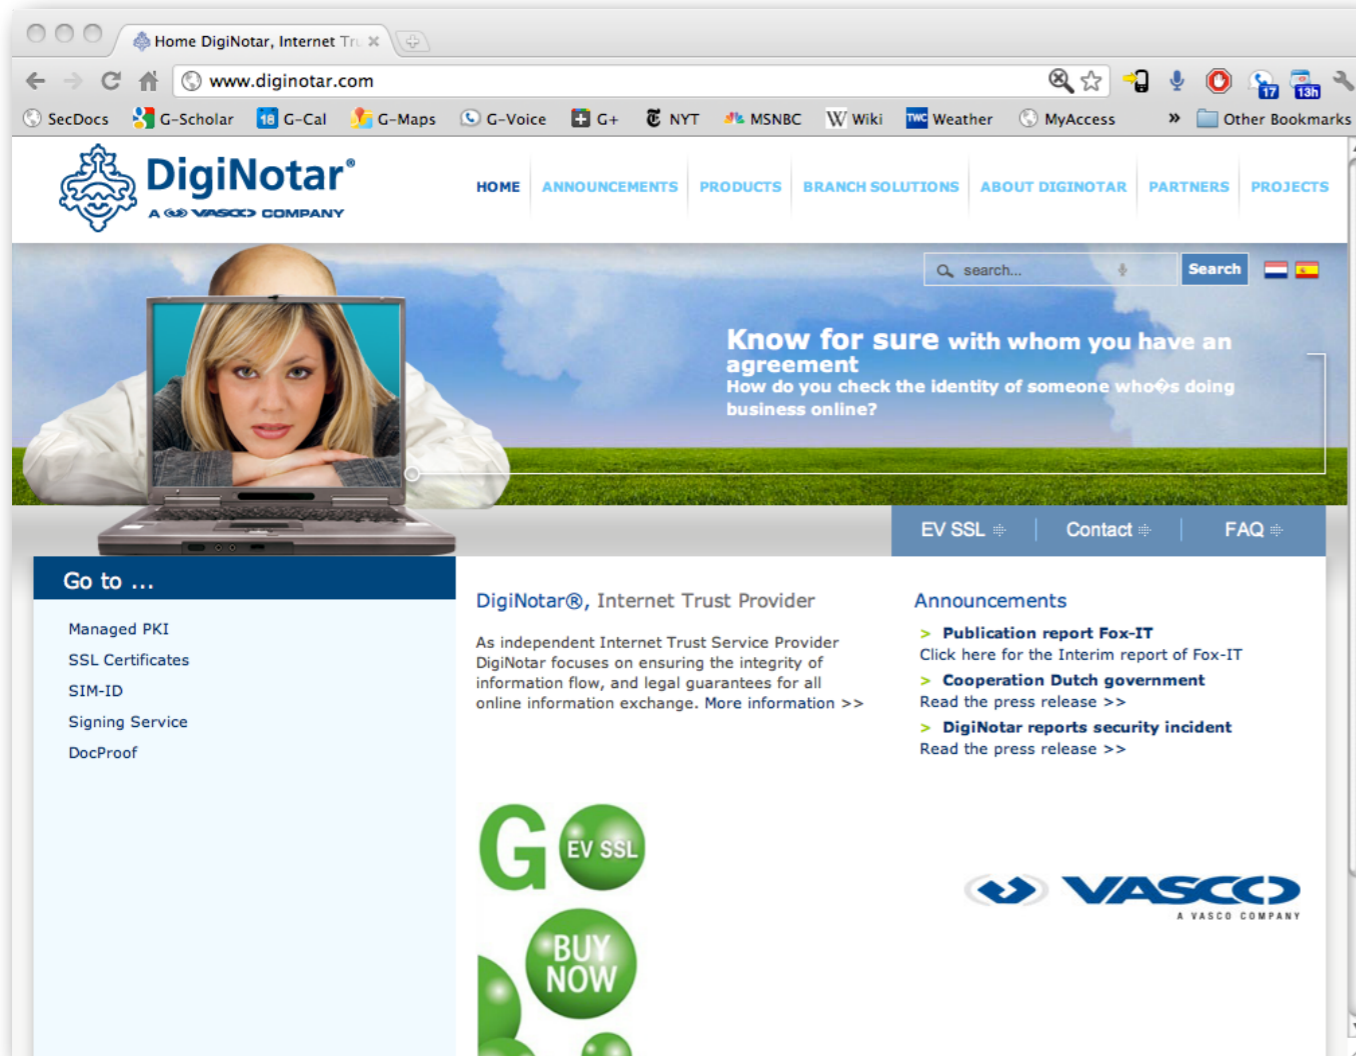 Home DigiNotar, Internet Tru
www.diginotar.com
17
13h
SecDocs
18
G-Scholar
G-Cal
G-Maps
G-Voice
G+
NYT
MSNBC
W Wiki
TWC Weather
MyAccess
»
Other Bookmarks
DigiNotar®
A VASCO COMPANY
HOME
ANNOUNCEMENTS
PRODUCTS
BRANCH SOLUTIONS
ABOUT DIGINOTAR
PARTNERS
PROJECTS
search...
Search
Know for sure with whom you have an
agreement
How do you check the identity of someone who�s doing
business online?
EV SSL
Contact
FAQ
Go to ...
Managed PKI
SSL Certificates
SIM-ID
Signing Service
DocProof
DigiNotar®, Internet Trust Provider
As independent Internet Trust Service Provider
DigiNotar focuses on ensuring the integrity of
information flow, and legal guarantees for all
online information exchange. More information >>
Announcements
> Publication report Fox-IT
Click here for the Interim report of Fox-IT
> Cooperation Dutch government
Read the press release >>
> DigiNotar reports security incident
Read the press release >>
G EV SSL
BUY
NOW
VASCO
A VASCO COMPANY